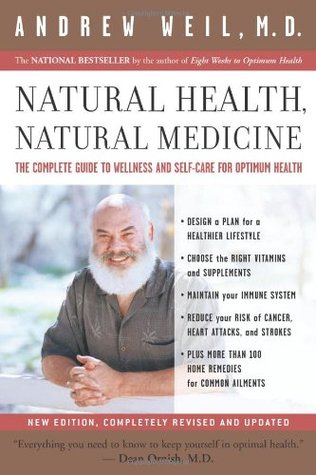 ANDREW WEIL, M.D.
The NATIONAL BESTSELLER by the author of Eight Weeks to Optimum Health
NATURAL HEALTH,
NATURAL MEDICINE
THE COMPLETE GUIDE TO WELLNESS AND SELF-CARE FOR OPTIMUM HEALTH
• DESIGN A PLAN for a
HEALTHIER LIFESTYLE
• CHOOSE the RIGHT VITAMINS
and SUPPLEMENTS
• MAINTAIN your IMMUNE SYSTEM
• REDUCE your RISK of CANCER,
HEART ATTACKS, and STROKES
• PLUS MORE THAN 100
HOME REMEDIES
for COMMON AILMENTS
NEW EDITION, COMPLETELY REVISED AND UPDATED
"Everything you need to know to keep yourself in optimal health."
— Dean Ornish, M.D.